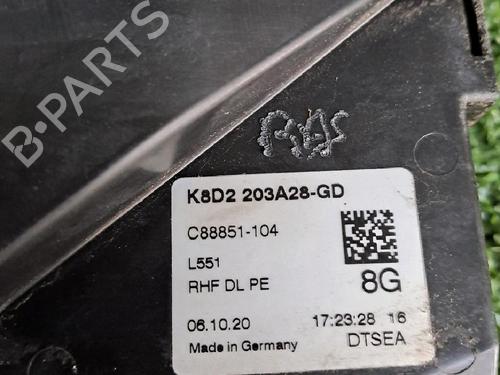 B-PARTS
K8D2 203A28-GD
C88851-104
L551
RHF DL PE
8G
06.10.20
17:23:28 16
Made in Germany
DTSEA